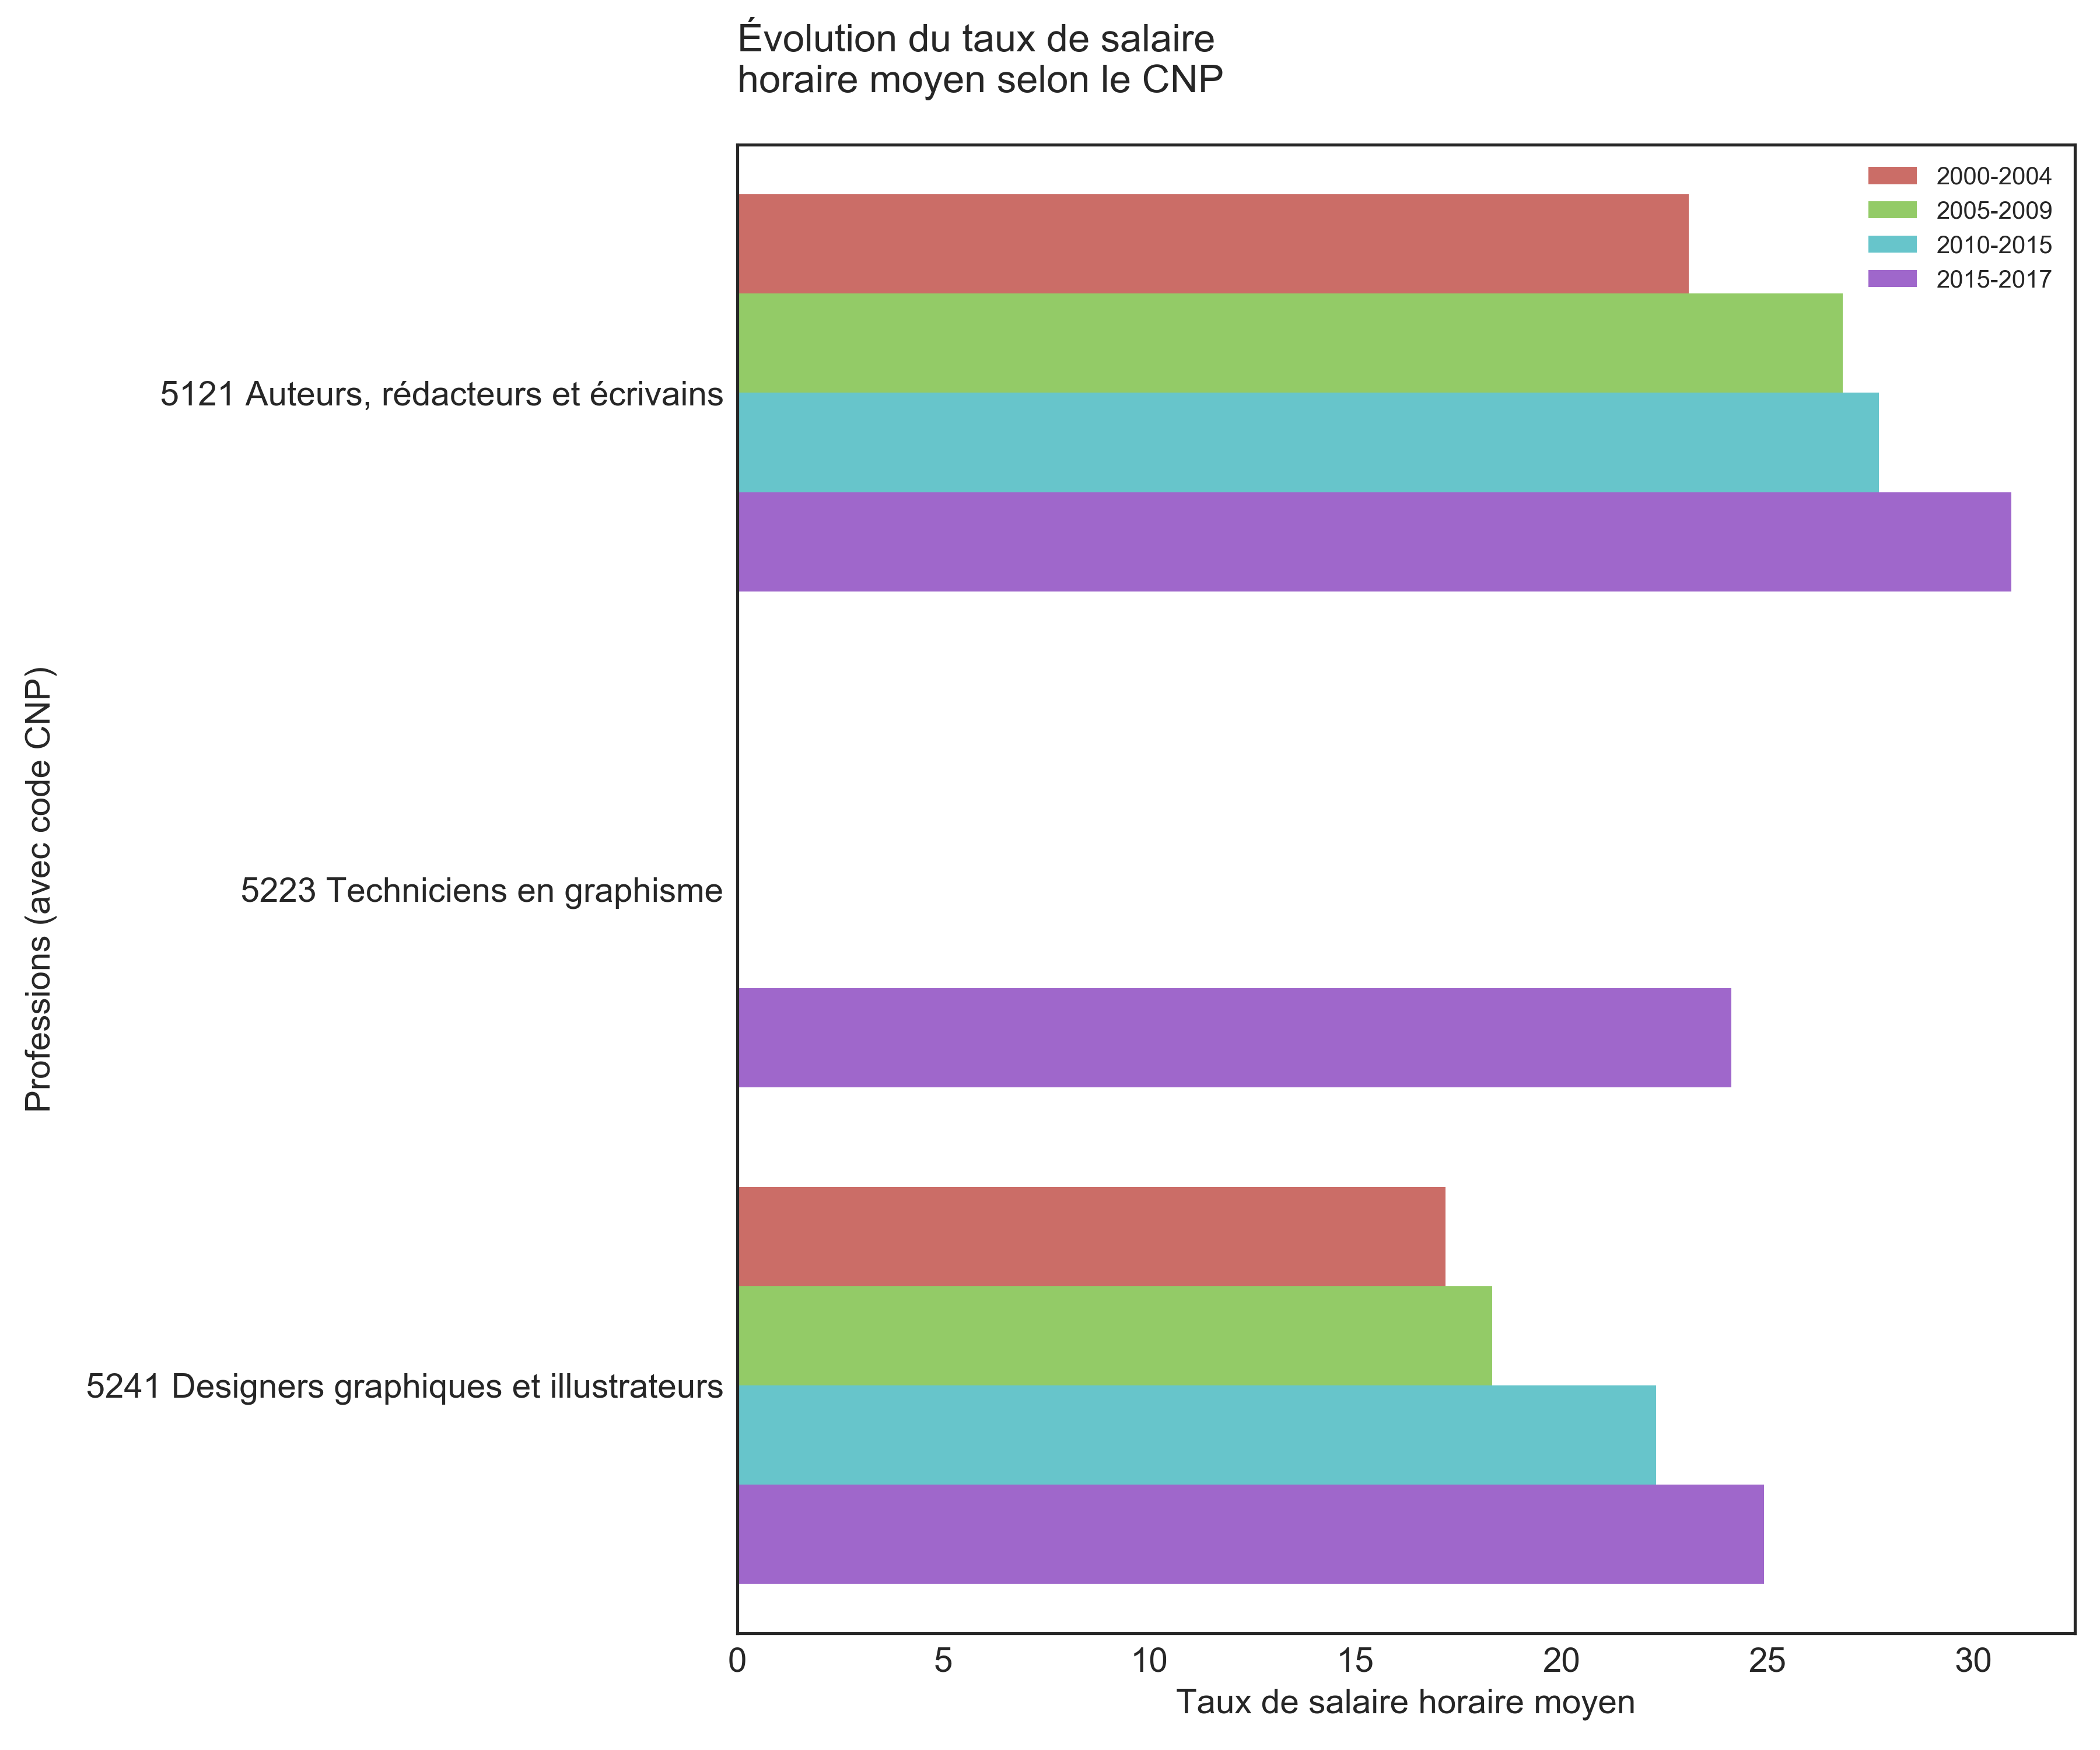 Évolution du taux de salaire
horaire moyen selon le CNP
2000-2004
2005-2009
2010-2015
2015-2017
Professions (avec code CNP)
5121 Auteurs, rédacteurs et écrivains
5223 Techniciens en graphisme
5241 Designers graphiques et illustrateurs
0 5 10 15 20 25 30
Taux de salaire horaire moyen